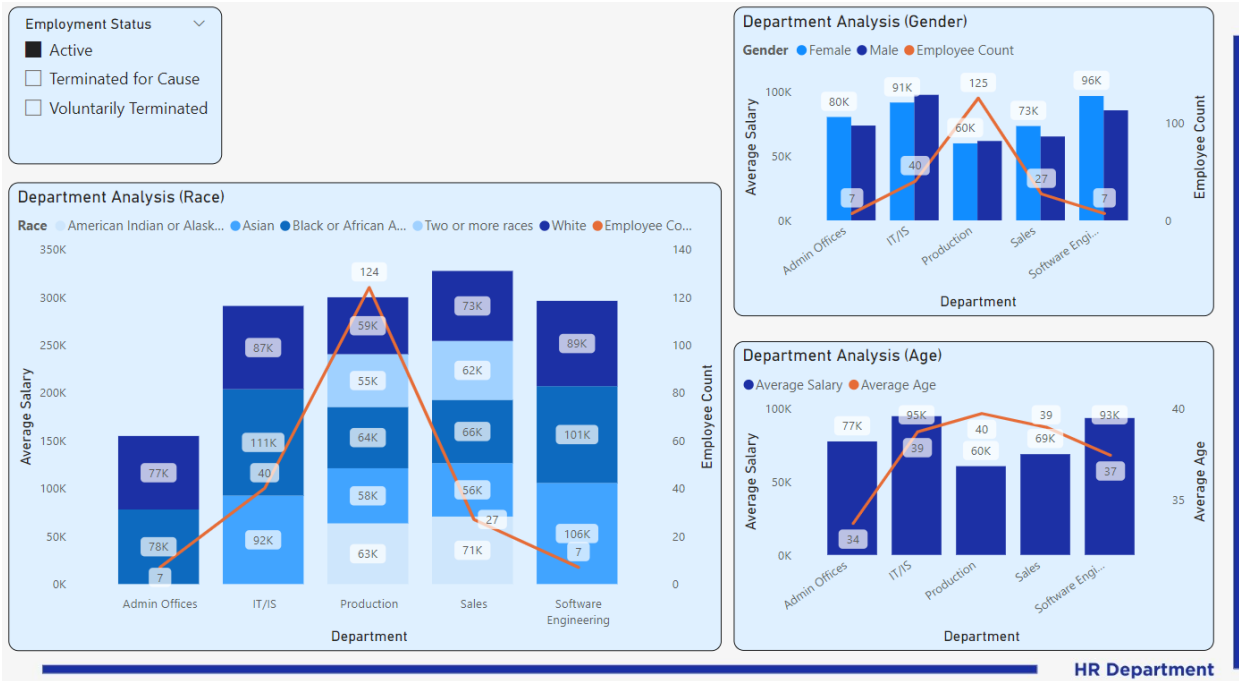 Employment Status
Active
Terminated for Cause
Voluntarily Terminated
Department Analysis (Race)
Race American Indian or Alask... Asian Black or African A... Two or more races White Employee Co...
350K
300K
250K
200K
150K
100K
50K
0K
Average Salary
140
120
100
80
60
40
20
0
Employee Count
77K
78K
7
87K
111K
40
92K
124
59K
55K
64K
58K
63K
73K
62K
66K
56K
27
71K
89K
101K
106K
7
Admin Offices IT/IS Production Sales Software
Engineering
Department
Department Analysis (Gender)
Gender Female Male Employee Count
100K
50K
0K
Average Salary
100
0
Employee Count
80K
7
91K
40
125
60K
73K
27
96K
7
Admin Offices
IT/IS
Production
Sales
Software Engi...
Department
Department Analysis (Age)
Average Salary Average Age
100K
50K
0K
Average Salary
40
35
Average Age
77K
34
95K
39
40
60K
39
69K
93K
37
Admin Offices
IT/IS
Production
Sales
Software Engi...
Department
HR Department